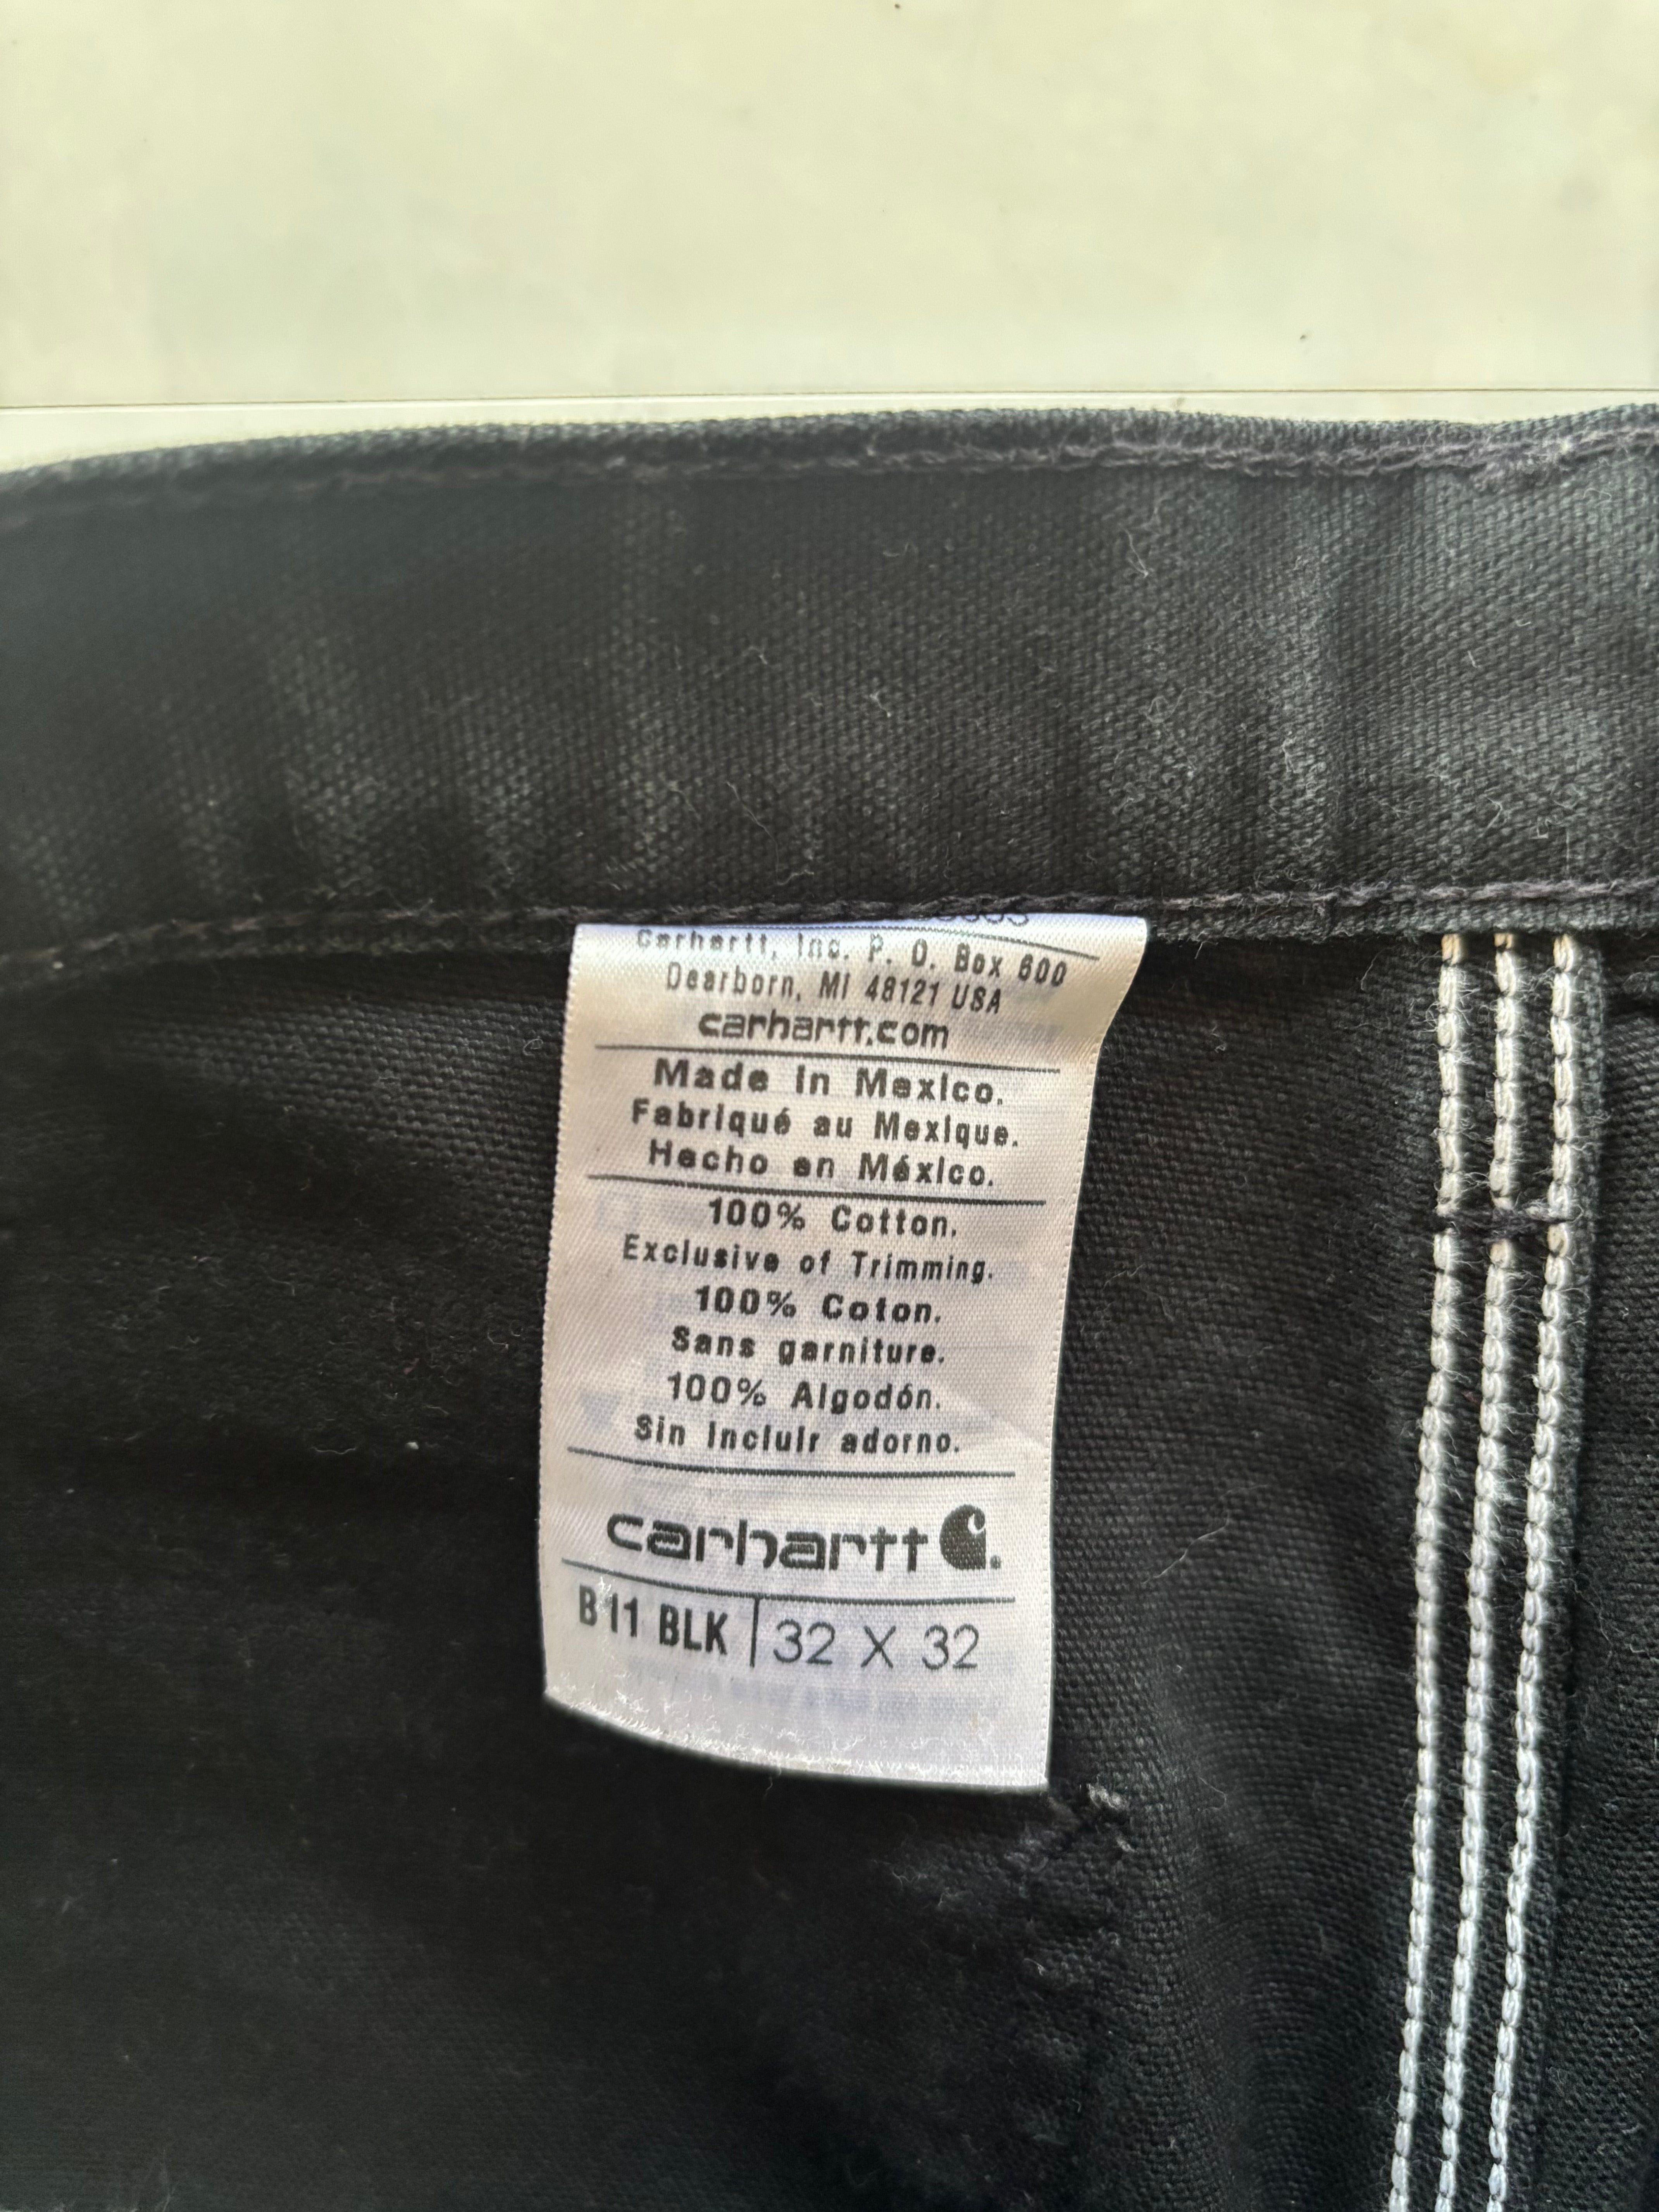 Carhartt, Inc. P. O. Box 600
Dearborn, MI 48121 USA
carhartt.com
Made in Mexico.
Fabriqué au Mexique.
Hecho en México.
100% Cotton.
Exclusive of Trimming.
100% Coton.
Sans garniture.
100% Algodón.
Sin incluir adorno.
carhartt
B11 BLK | 32 X 32